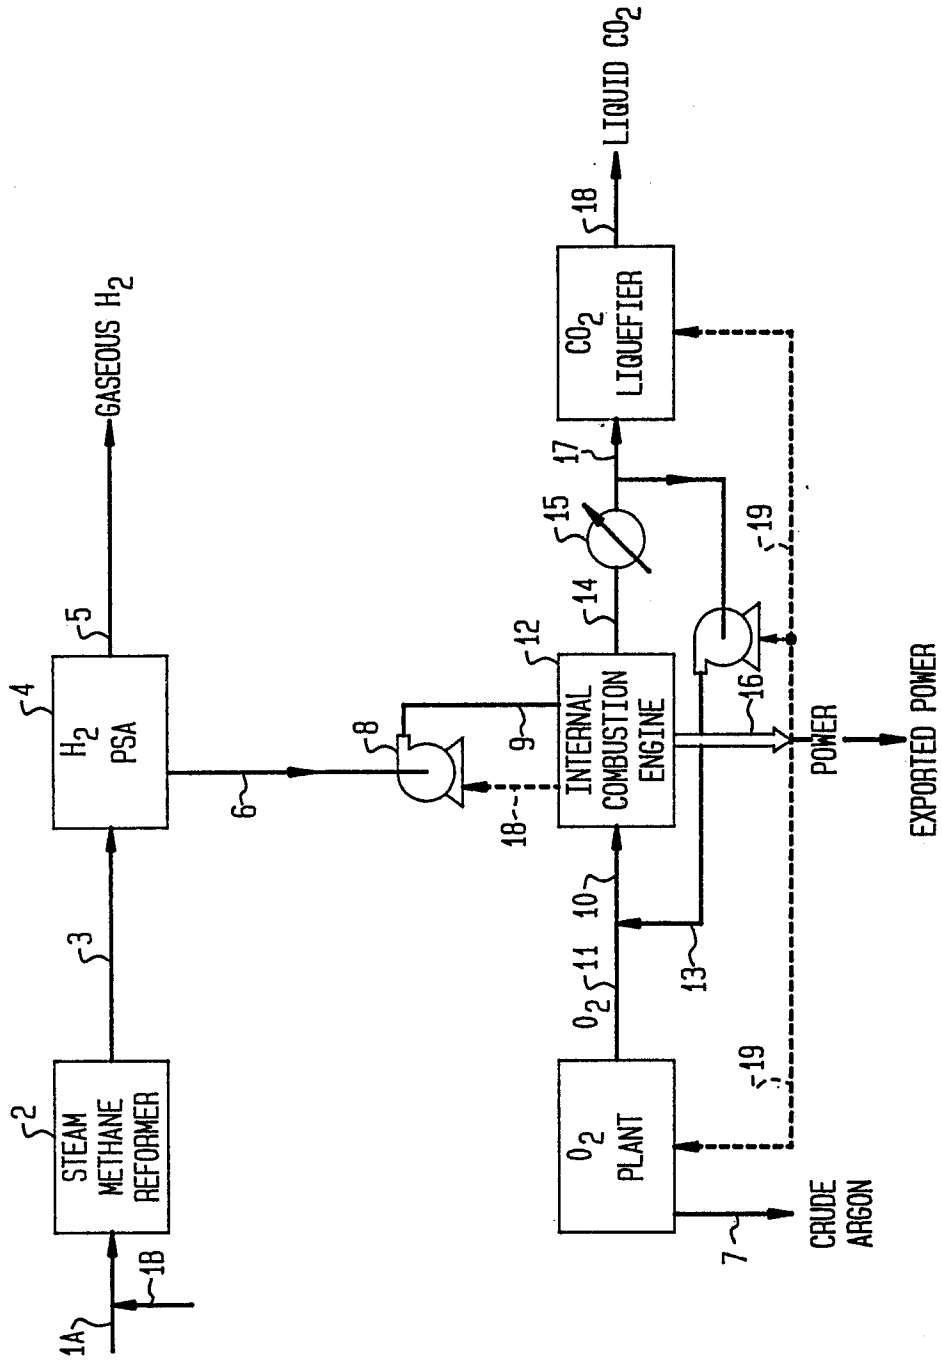 1A
1B
STEAM
METHANE
REFORMER
2
3
H2
PSA
4
5
GASEOUS H2
6
8
9
18
O2
PLANT
7
CRUDE
ARGON
O2
11
10
13
INTERNAL
COMBUSTION
ENGINE
12
14
15
16
17
CO2
LIQUEFIER
18
LIQUID CO2
19
19
POWER
EXPORTED POWER